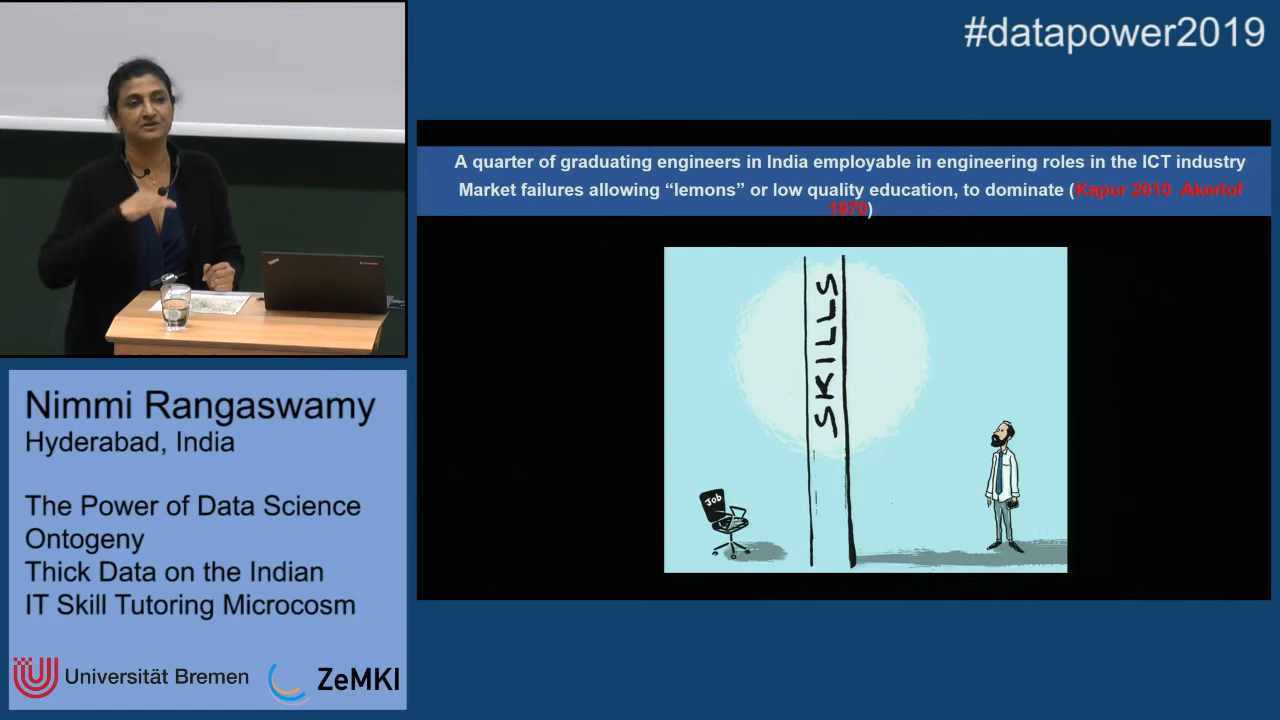 #datapower2019
A quarter of graduating engineers in India employable in engineering roles in the ICT industry
Market failures allowing “lemons” or low quality education, to dominate (Kapur 2010 Akerlof
1970)
SKILLS
Job
Nimmi Rangaswamy
Hyderabad, India
The Power of Data Science
Ontogeny
Thick Data on the Indian
IT Skill Tutoring Microcosm
Universität Bremen
ZeMKI